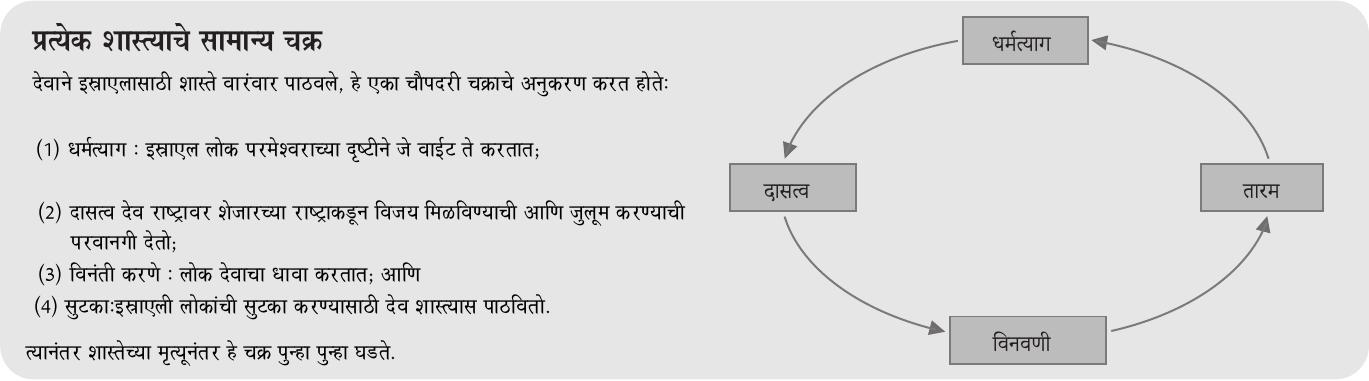 प्रत्येक शास्त्याचे सामान्य चक्र
देवाने इस्राएलासाठी शास्ते वारंवार पाठवले, हे एका चौपदरी चक्राचे अनुकरण करत होतेः
(1) धर्मत्याग : इस्राएल लोक परमेश्वराच्या दृष्टीने जे वाईट ते करतात;
(2) दासत्व देव राष्ट्रावर शेजारच्या राष्ट्राकडून विजय मिळविण्याची आणि जुलूम करण्याची
परवानगी देतो;
(3) विनंती करणे : लोक देवाचा धावा करतात; आणि
(4) सुटकाःइस्राएली लोकांची सुटका करण्यासाठी देव शास्त्यास पाठवितो.
त्यानंतर शास्तेच्या मृत्यूनंतर हे चक्र पुन्हा पुन्हा घडते.
धर्मत्याग
दासत्व
तारम
विनवणी